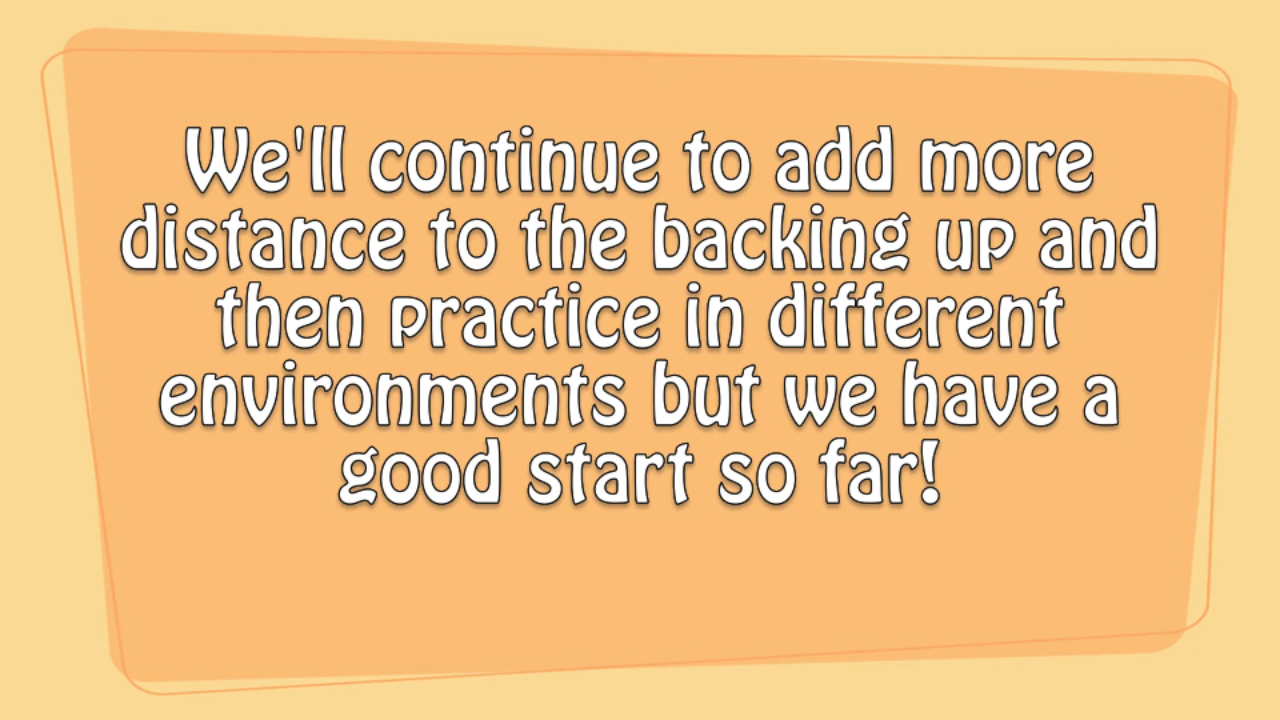 We'll continue to add more
distance to the backing up and
then practice in different
environments but we have a
good start so far!